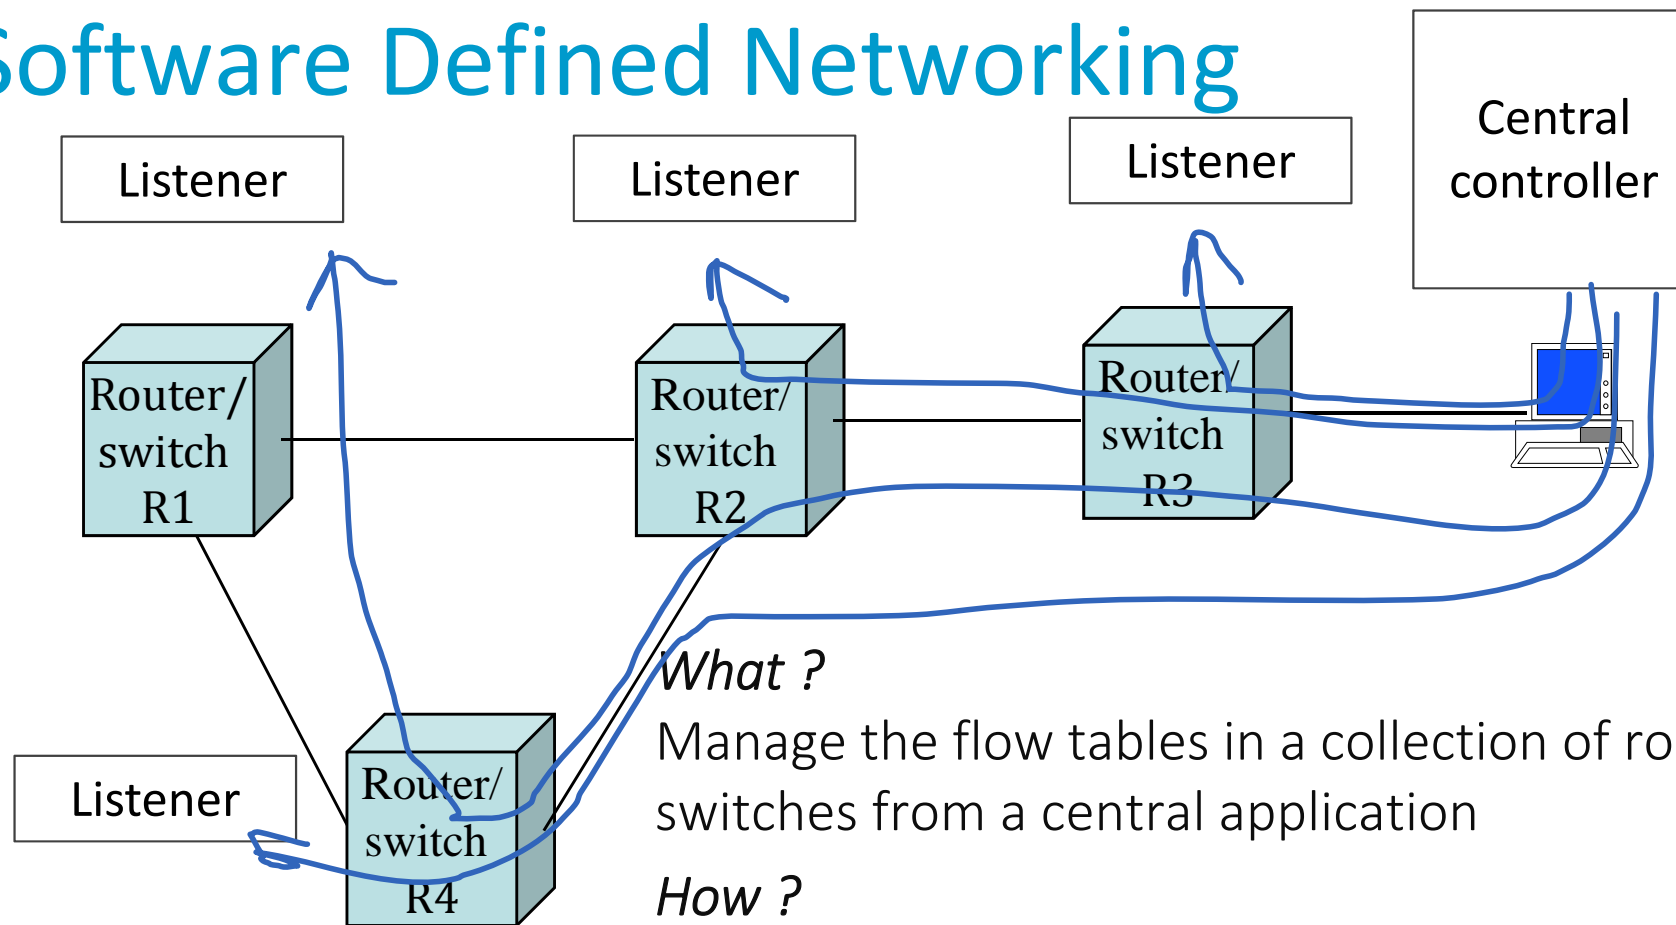 Software Defined Networking
Listener
Listener
Listener
Central
controller
Router/
switch
R1
Router/
switch
R2
Router/
switch
R3
What ?
Manage the flow tables in a collection of ro
switches from a central application
How ?
Listener
Router/
switch
R4